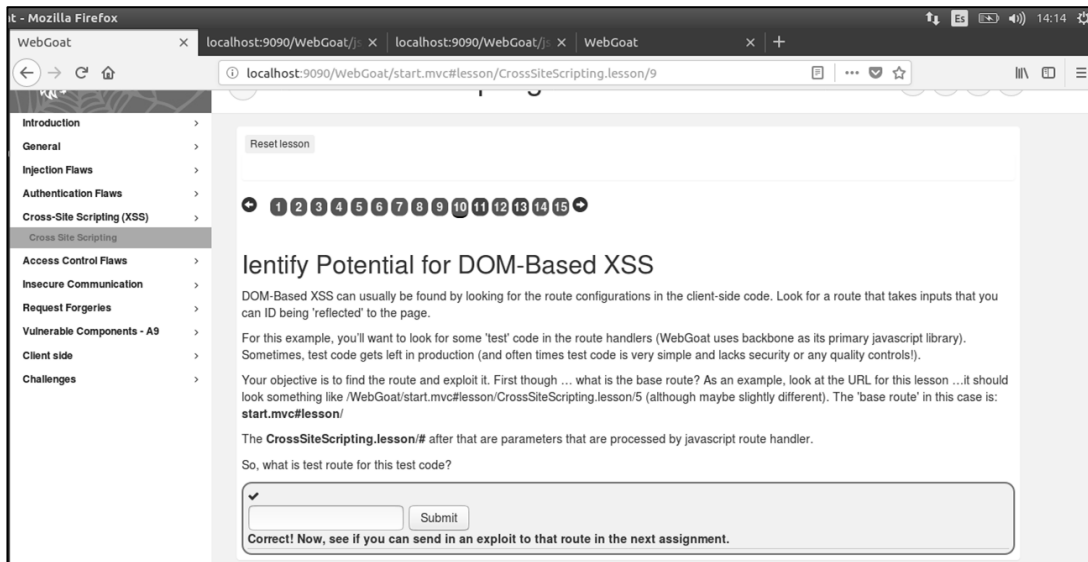 t - Mozilla Firefox
Es
14:14
WebGoat
localhost:9090/WebGoat/js
localhost:9090/WebGoat/js
WebGoat
localhost:9090/WebGoat/start.mvc#lesson/CrossSiteScripting.lesson/9
Introduction
General
Injection Flaws
Authentication Flaws
Cross-Site Scripting (XSS)
Cross Site Scripting
Access Control Flaws
Insecure Communication
Request Forgeries
Vulnerable Components - A9
Client side
Challenges
Reset lesson
1 2 3 4 5 6 7 8 9 10 11 12 13 14 15
Ientify Potential for DOM-Based XSS
DOM-Based XSS can usually be found by looking for the route configurations in the client-side code. Look for a route that takes inputs that you
can ID being 'reflected' to the page.
For this example, you'll want to look for some 'test' code in the route handlers (WebGoat uses backbone as its primary javascript library).
Sometimes, test code gets left in production (and often times test code is very simple and lacks security or any quality controls!).
Your objective is to find the route and exploit it. First though … what is the base route? As an example, look at the URL for this lesson …it should
look something like /WebGoat/start.mvc#lesson/CrossSiteScripting.lesson/5 (although maybe slightly different). The 'base route' in this case is:
start.mvc#lesson/
The CrossSiteScripting.lesson/# after that are parameters that are processed by javascript route handler.
So, what is test route for this test code?
Submit
Correct! Now, see if you can send in an exploit to that route in the next assignment.